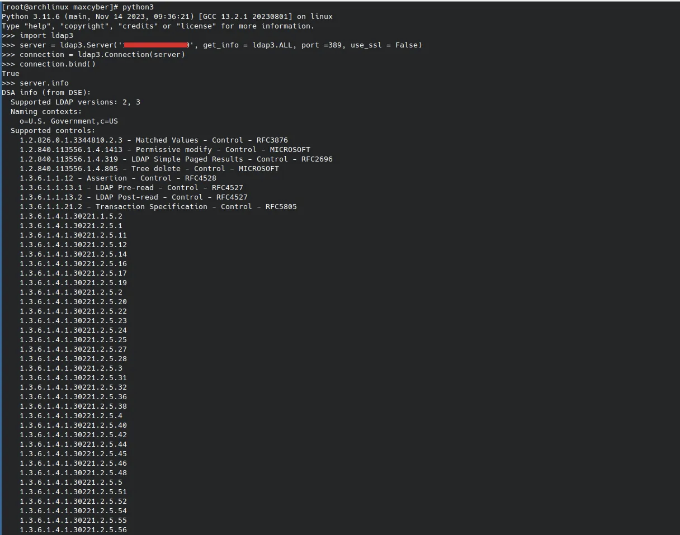 [root@archlinux maxcyber]# python3
Python 3.11.6 (main, Nov 14 2023, 09:36:21) [GCC 13.2.1 20230801] on linux
Type "help", "copyright", "credits" or "license" for more information.
>>> import ldap3
>>> server = ldap3.Server(' ', get_info = ldap3.ALL, port =389, use_ssl = False)
>>> connection = ldap3.Connection(server)
>>> connection.bind()
True
>>> server.info
DSA info (from DSE):
  Supported LDAP versions: 2, 3
  Naming contexts:
    o=U.S. Government,c=US
  Supported controls:
    1.2.826.0.1.3344810.2.3 - Matched Values - Control - RFC3876
    1.2.840.113556.1.4.1413 - Permissive modify - Control - MICROSOFT
    1.2.840.113556.1.4.319 - LDAP Simple Paged Results - Control - RFC2696
    1.2.840.113556.1.4.805 - Tree delete - Control - MICROSOFT
    1.3.6.1.1.12 - Assertion - Control - RFC4528
    1.3.6.1.1.13.1 - LDAP Pre-read - Control - RFC4527
    1.3.6.1.1.13.2 - LDAP Post-read - Control - RFC4527
    1.3.6.1.1.21.2 - Transaction Specification - Control - RFC5805
    1.3.6.1.4.1.30221.1.5.2
    1.3.6.1.4.1.30221.2.5.1
    1.3.6.1.4.1.30221.2.5.11
    1.3.6.1.4.1.30221.2.5.12
    1.3.6.1.4.1.30221.2.5.14
    1.3.6.1.4.1.30221.2.5.16
    1.3.6.1.4.1.30221.2.5.17
    1.3.6.1.4.1.30221.2.5.19
    1.3.6.1.4.1.30221.2.5.2
    1.3.6.1.4.1.30221.2.5.20
    1.3.6.1.4.1.30221.2.5.22
    1.3.6.1.4.1.30221.2.5.23
    1.3.6.1.4.1.30221.2.5.24
    1.3.6.1.4.1.30221.2.5.25
    1.3.6.1.4.1.30221.2.5.27
    1.3.6.1.4.1.30221.2.5.28
    1.3.6.1.4.1.30221.2.5.3
    1.3.6.1.4.1.30221.2.5.31
    1.3.6.1.4.1.30221.2.5.32
    1.3.6.1.4.1.30221.2.5.36
    1.3.6.1.4.1.30221.2.5.38
    1.3.6.1.4.1.30221.2.5.4
    1.3.6.1.4.1.30221.2.5.40
    1.3.6.1.4.1.30221.2.5.42
    1.3.6.1.4.1.30221.2.5.44
    1.3.6.1.4.1.30221.2.5.45
    1.3.6.1.4.1.30221.2.5.46
    1.3.6.1.4.1.30221.2.5.48
    1.3.6.1.4.1.30221.2.5.5
    1.3.6.1.4.1.30221.2.5.51
    1.3.6.1.4.1.30221.2.5.52
    1.3.6.1.4.1.30221.2.5.54
    1.3.6.1.4.1.30221.2.5.55
    1.3.6.1.4.1.30221.2.5.56